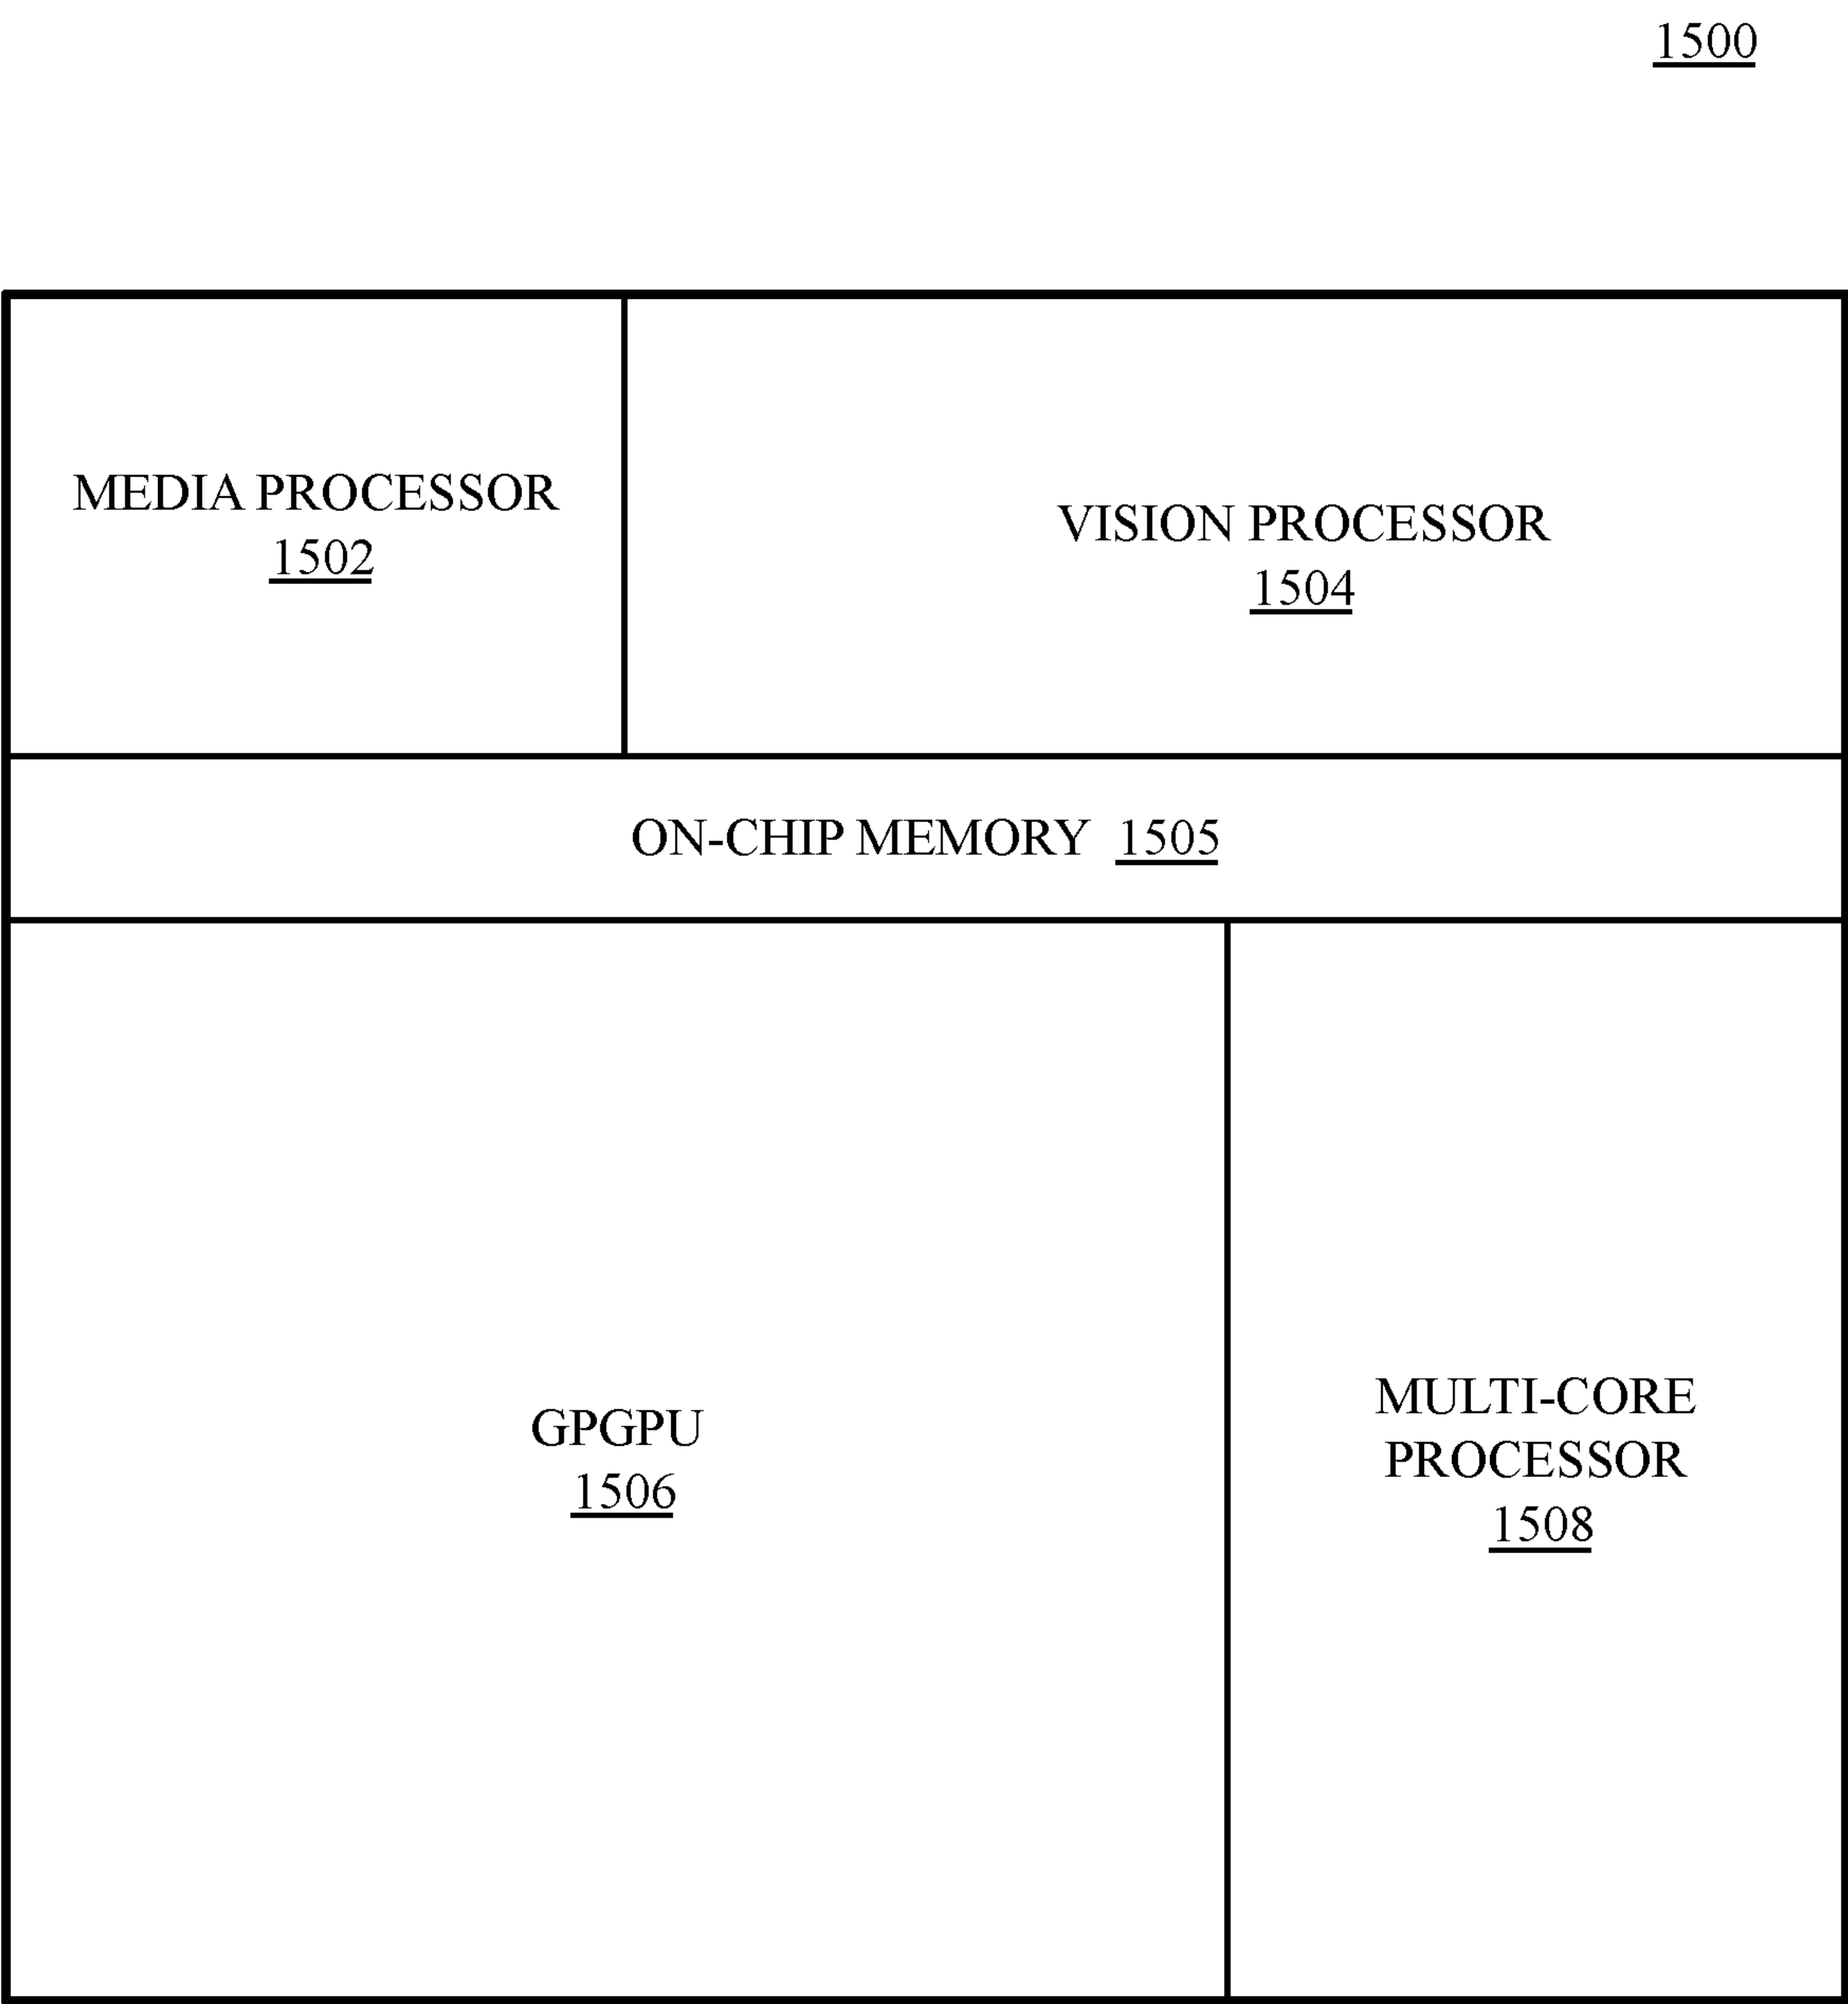 1500
MEDIA PROCESSOR
1502
VISION PROCESSOR
1504
ON-CHIP MEMORY 1505
GPGPU
1506
MULTI-CORE
PROCESSOR
1508